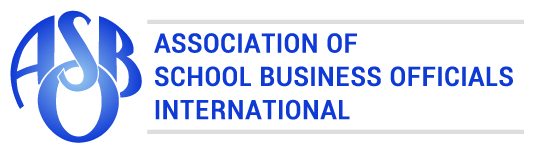 ASBO
ASSOCIATION OF
SCHOOL BUSINESS OFFICIALS
INTERNATIONAL